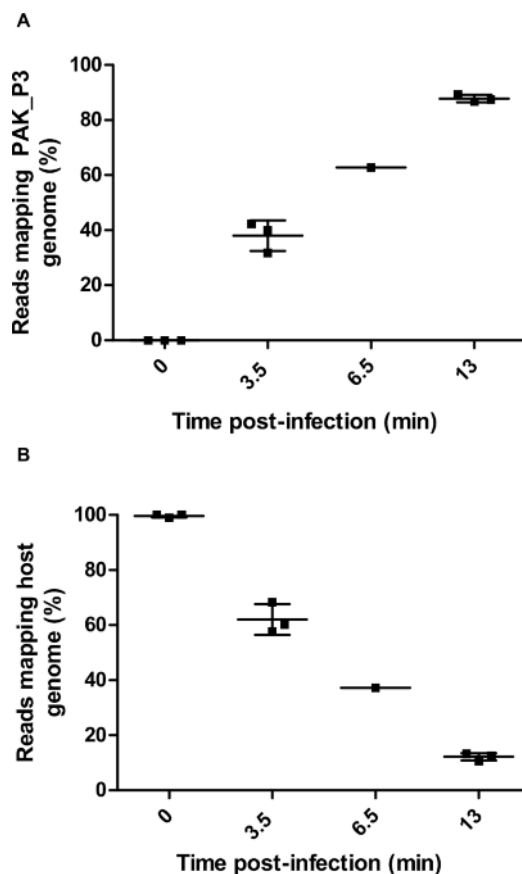 A
Reads mapping PAK_P3
genome (%)
100
80
60
40
20
0
0
3.5
6.5
13
Time post-infection (min)
B
Reads mapping host
genome (%)
100
80
60
40
20
0
0
3.5
6.5
13
Time post-infection (min)